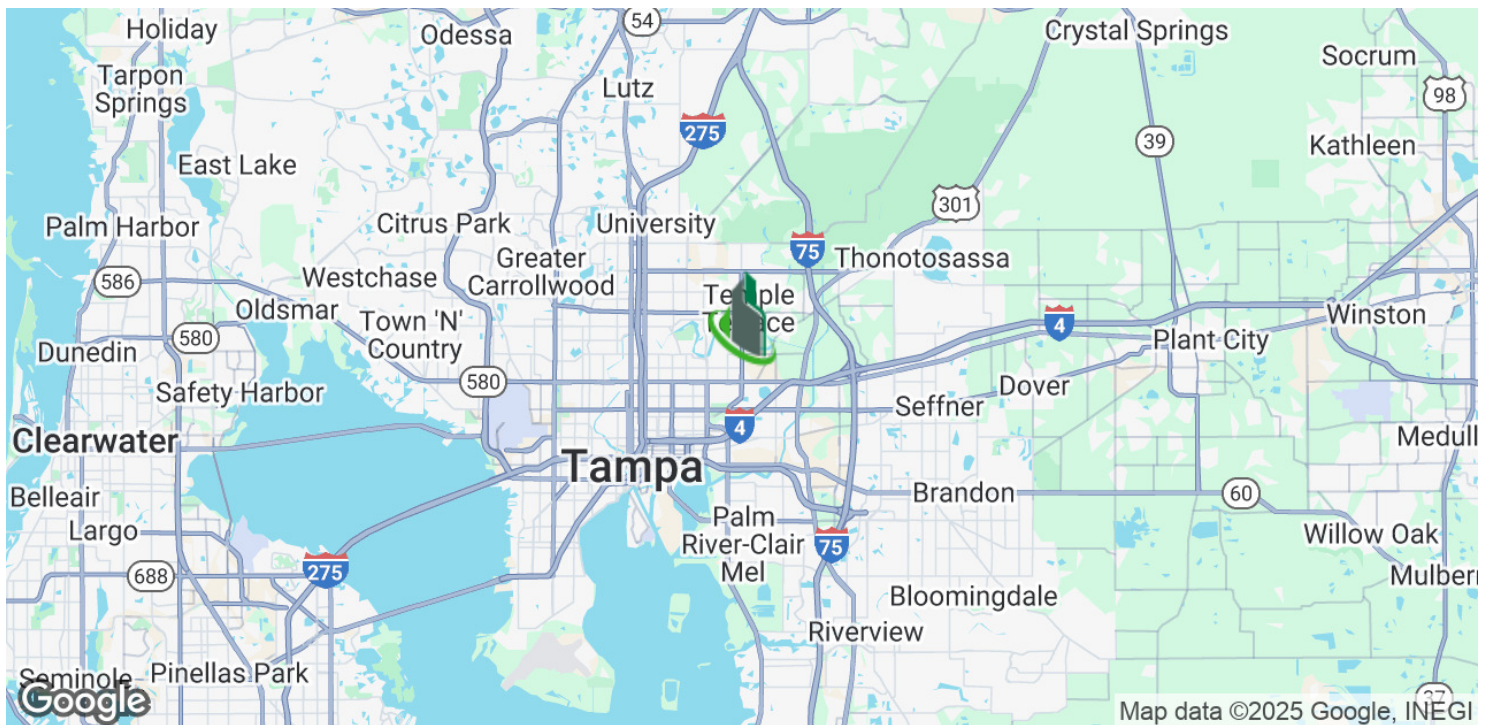 Holiday
Odessa
54
Crystal Springs
Socrum
Tarpon
Springs
Lutz
98
275
39
Kathleen
East Lake
301
Palm Harbor
Citrus Park
University
75
Thonotosassa
Greater
Carrollwood
586
Westchase
Oldsmar
Temple
Terrace
Town 'N'
Country
4
Winston
580
Plant City
Dunedin
Safety Harbor
580
Dover
Seffner
4
Clearwater
Medull
Tampa
Belleair
Brandon
60
Largo
Palm
River-Clair
Mel
75
Willow Oak
688
275
Mulberr
Bloomingdale
Riverview
Seminole
Pinellas Park
37
Google
Map data ©2025 Google, INEGI